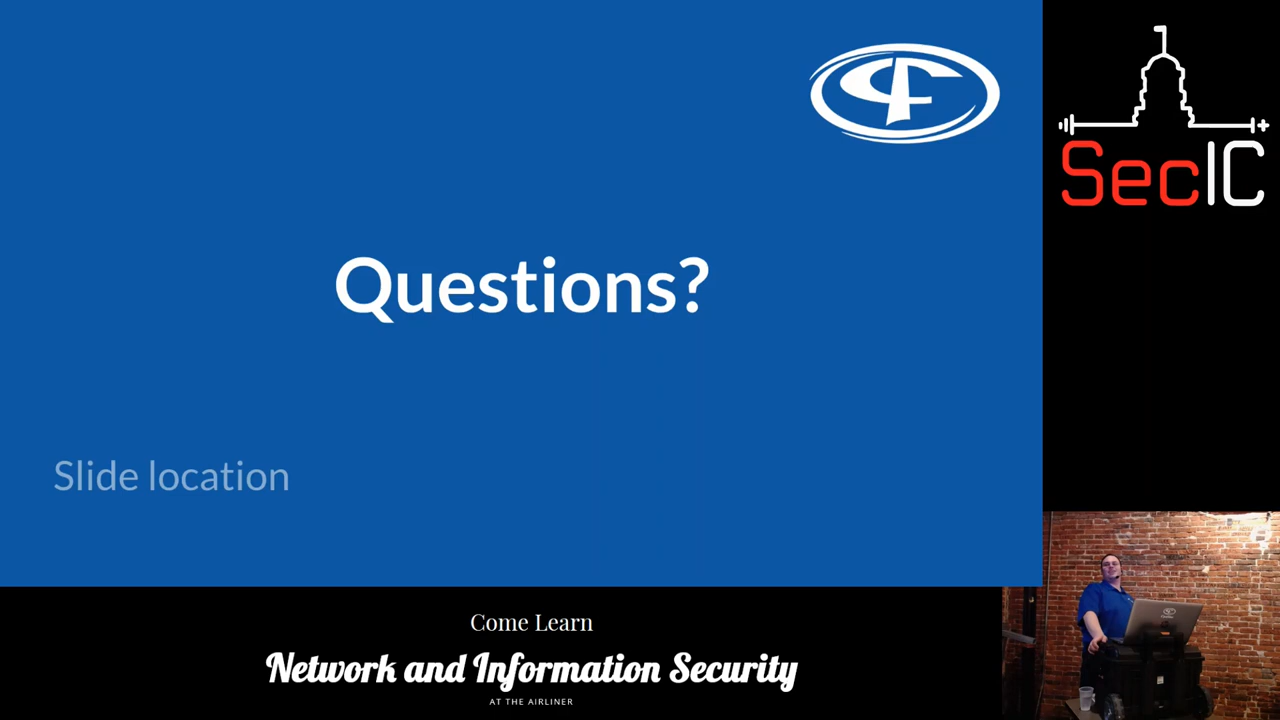 SecIC
Questions?
Slide location
Come Learn
Network and Information Security
AT THE AIRLINER